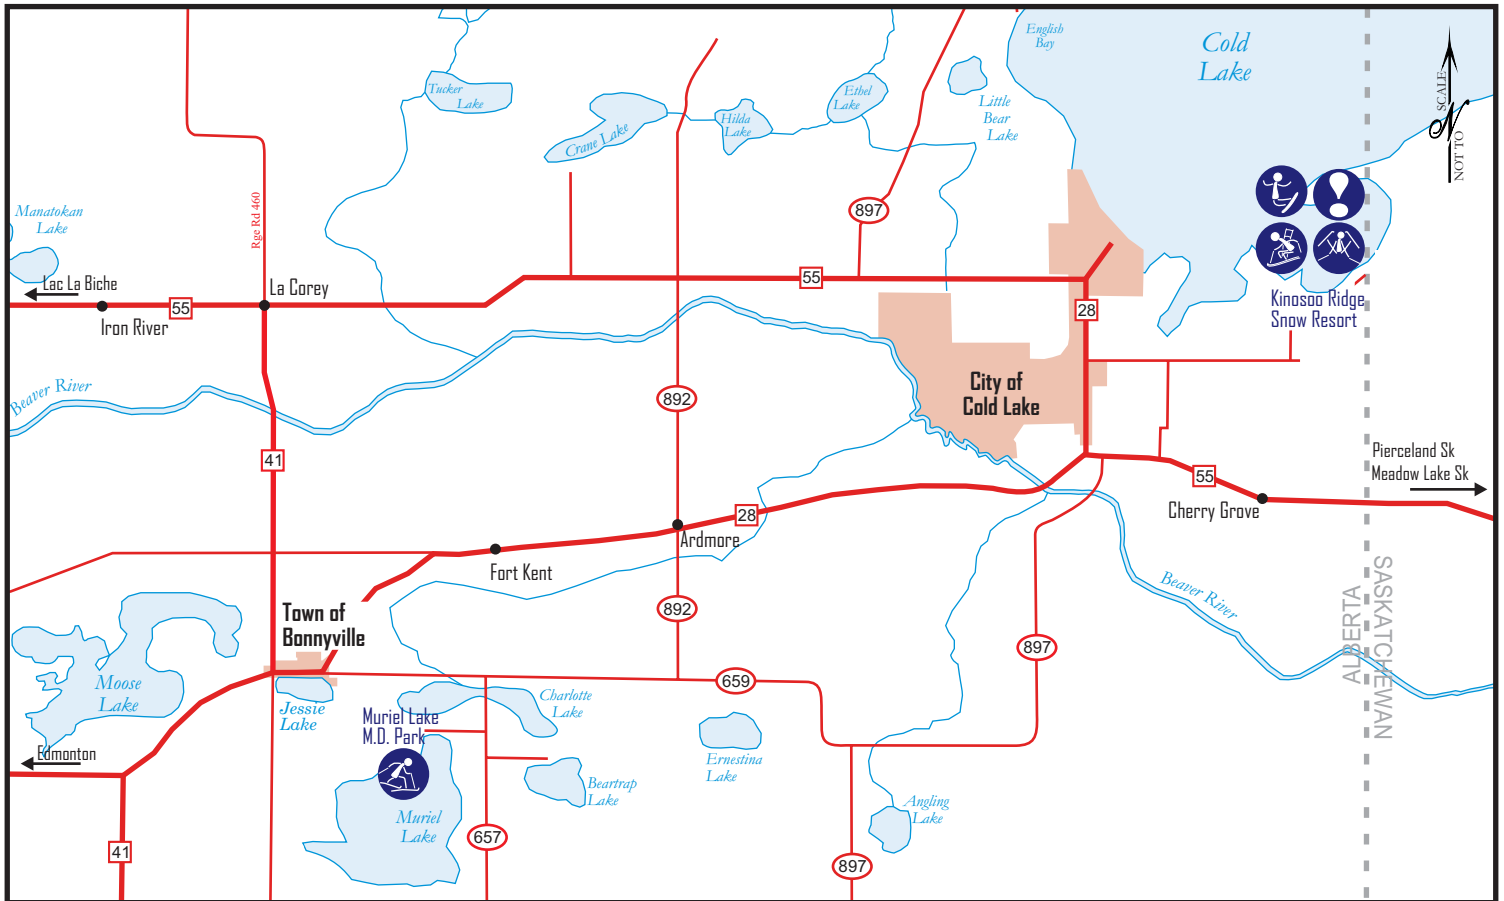 English
Bay
Cold
Lake
Tucker
Lake
Crane Lake
Hilda
Lake
Ethel
Lake
Little
Bear
Lake
NOT TO SCALE
N
Manatokan
Lake
Rge Rd 460
897
Lac La Biche
La Corey
55
Iron River
55
28
Kinosoo Ridge
Snow Resort
Beaver River
892
City of
Cold Lake
41
Pierceland Sk
Meadow Lake Sk
55
Cherry Grove
28
Ardmore
Fort Kent
Beaver River
ALBERTA
SASKATCHEWAN
Town of
Bonnyville
892
897
Moose
Lake
Jessie
Lake
659
Charlotte
Lake
Muriel Lake
M.D. Park
Edmonton
Ernestina
Lake
Beartrap
Lake
Muriel
Lake
Angling
Lake
41
657
897